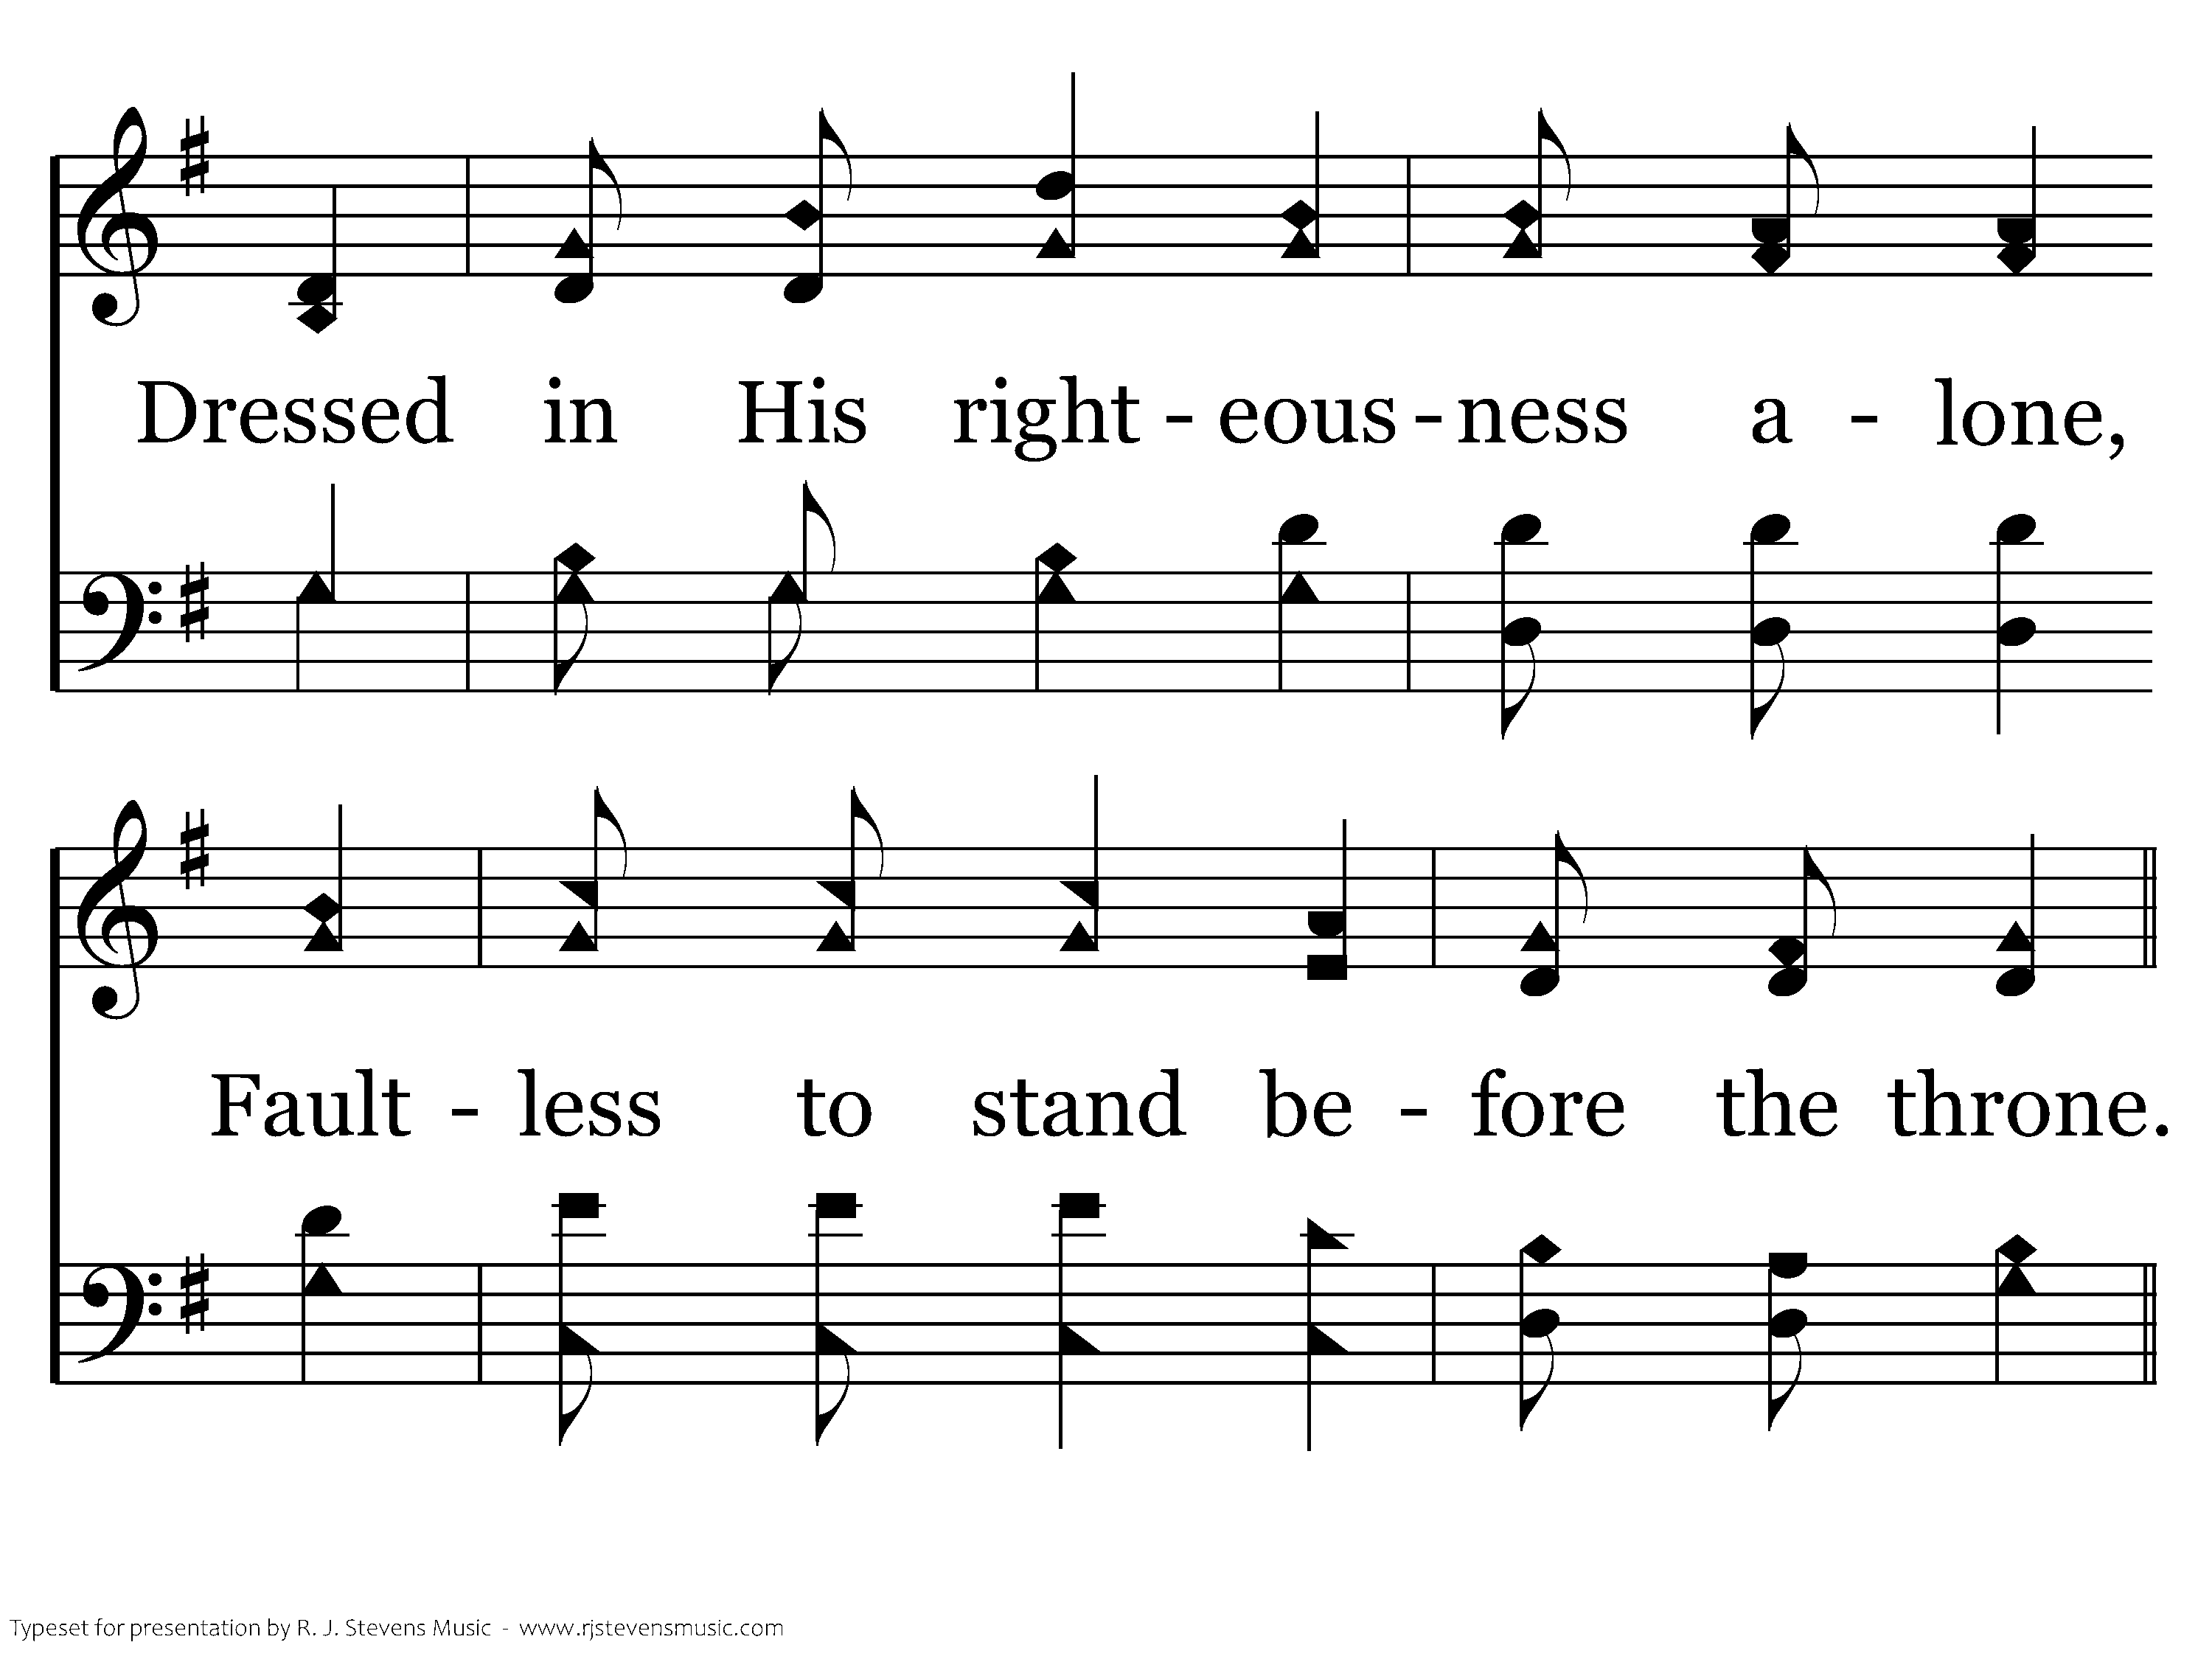 Dressed in His right - eous - ness a - lone,
Fault - less to stand be - fore the throne.
Typeset for presentation by R. J. Stevens Music - www.rjstevensmusic.com